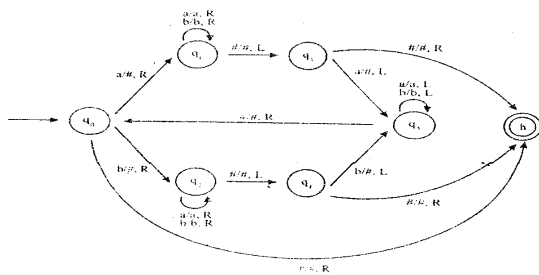 a/a, R
b/b, R
q₁
#/#, L
q₃
#/#, R
a/#, R
a/#, L
a/a, L
b/b, L
q₀
#/#, R
q₅
h
b/#, R
b/#, L
q₂
#/#, L
q₄
#/#, R
a/a, R
b/b, R
#/#, R